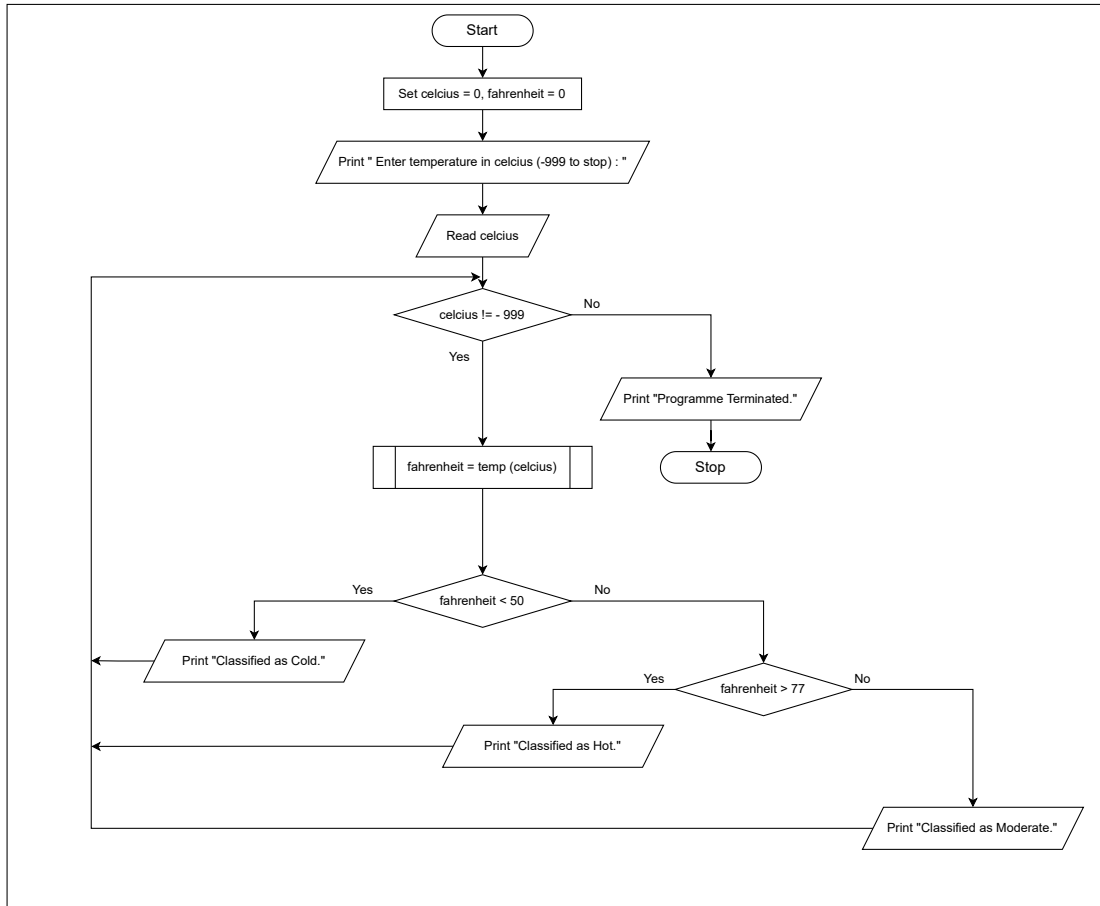 Start
Set celcius = 0, fahrenheit = 0
Print " Enter temperature in celcius (-999 to stop) : "
Read celcius
celcius != - 999
No
Yes
Print "Programme Terminated."
Stop
fahrenheit = temp (celcius)
Yes
fahrenheit < 50
No
Print "Classified as Cold."
Yes
fahrenheit > 77
No
Print "Classified as Hot."
Print "Classified as Moderate."